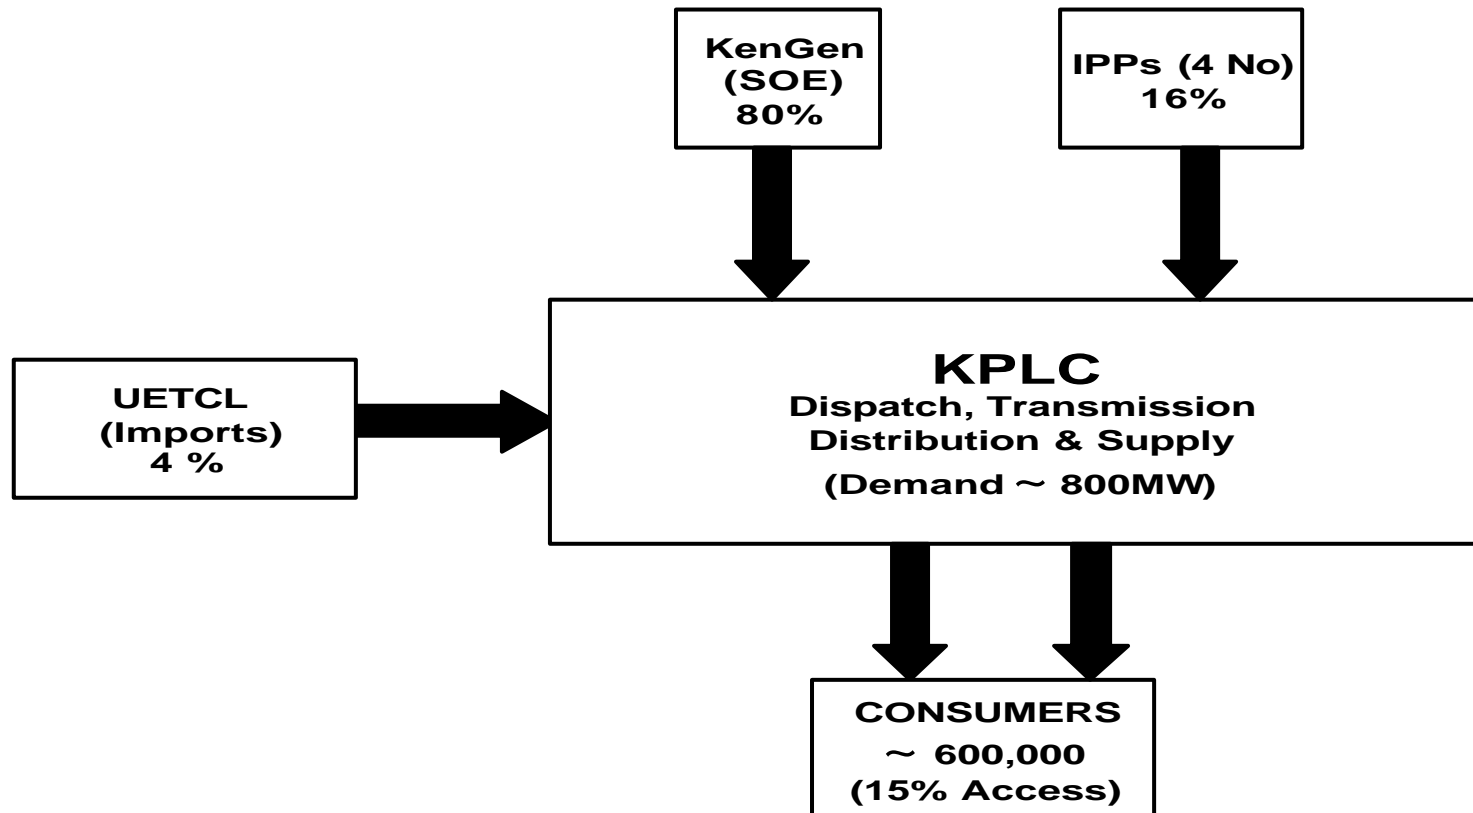 KenGen
(SOE)
80%
IPPs (4 No)
16%
UETCL
(Imports)
4 %
KPLC
Dispatch, Transmission
Distribution & Supply
(Demand ~ 800MW)
CONSUMERS
~ 600,000
(15% Access)